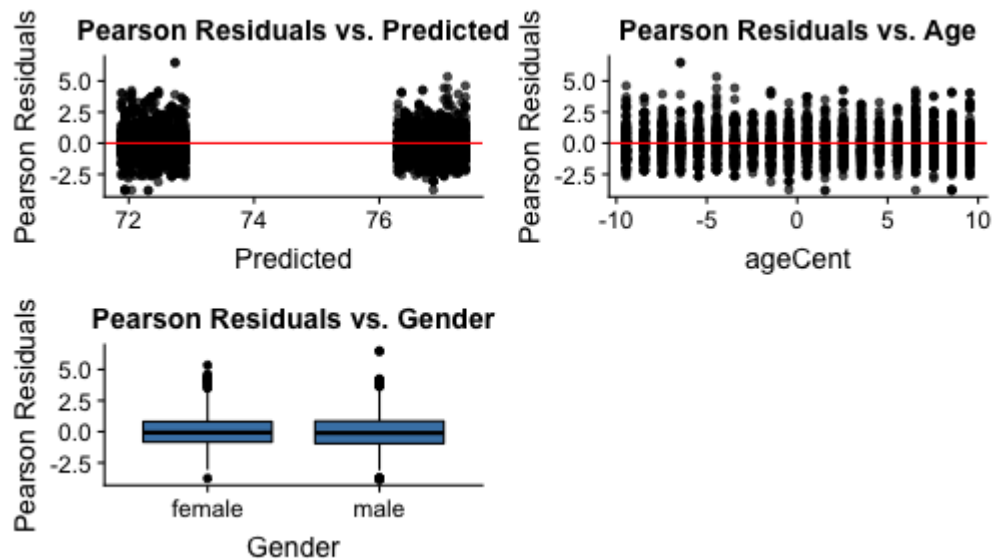 Pearson Residuals vs. Predicted
Pearson Residuals
5.0
2.5
0.0
-2.5
72 74 76
Predicted
Pearson Residuals vs. Age
Pearson Residuals
5.0
2.5
0.0
-2.5
-10 -5 0 5 10
ageCent
Pearson Residuals vs. Gender
Pearson Residuals
5.0
2.5
0.0
-2.5
female male
Gender